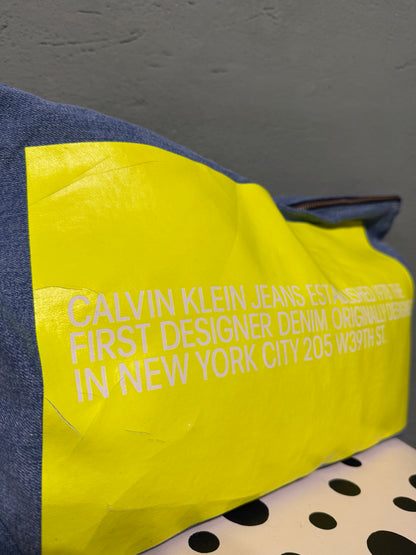 CALVIN KLEIN JEANS ESTABLISHED 1978 THE
FIRST DESIGNER DENIM ORIGINALLY DESIGNED
IN NEW YORK CITY 205 W39TH ST.